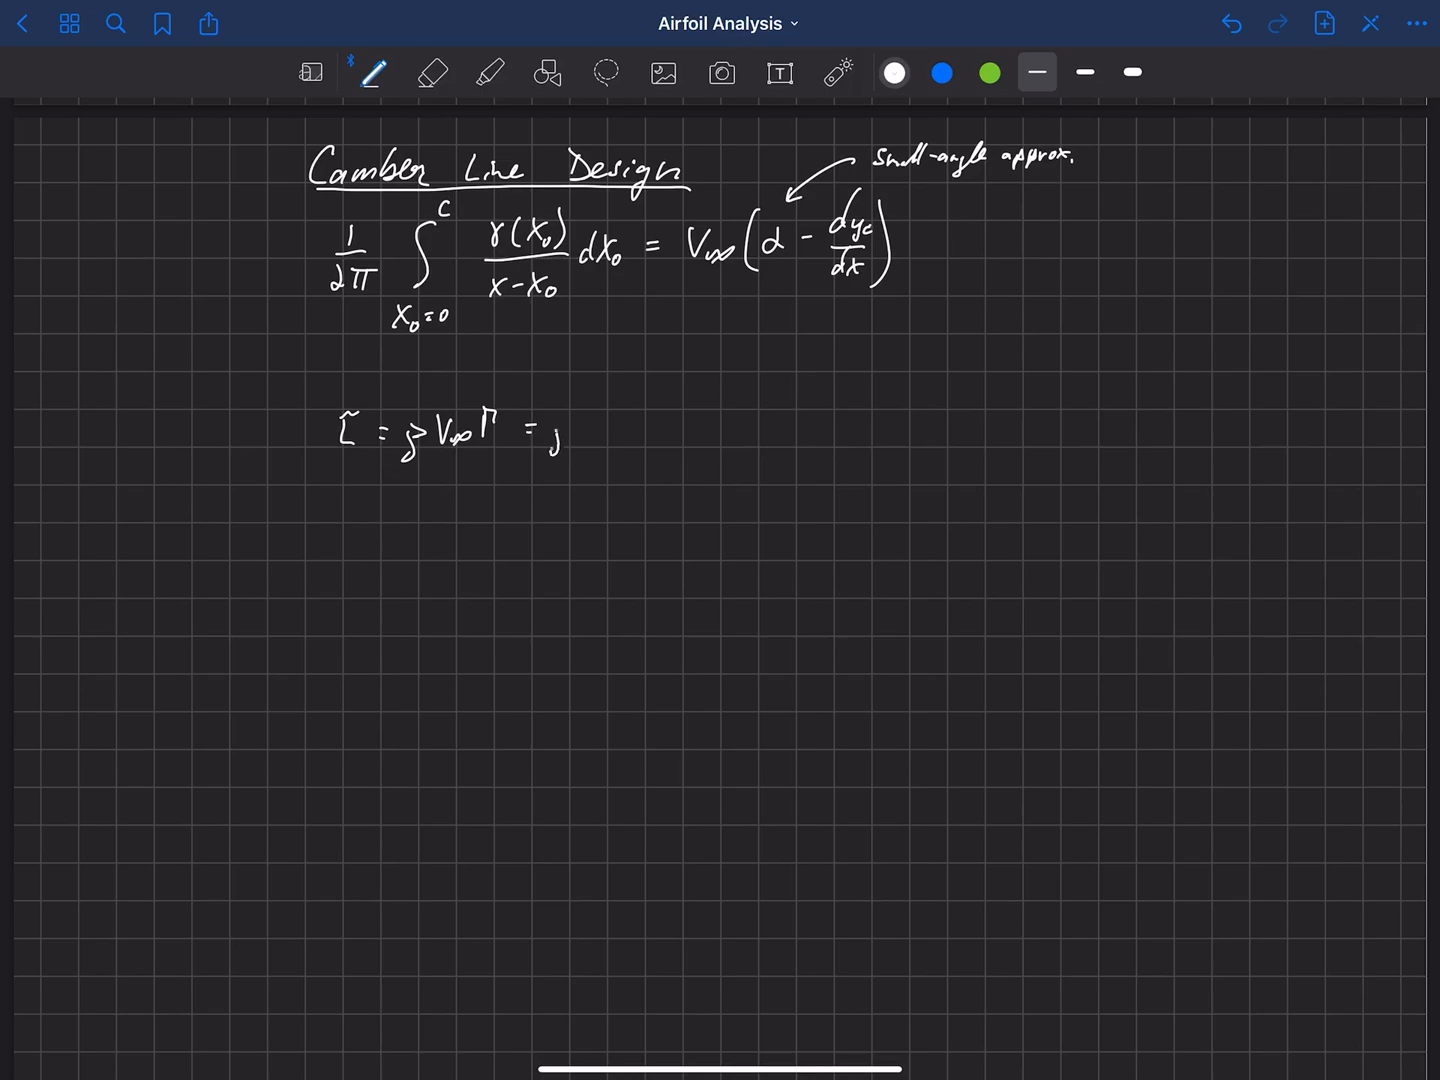 Airfoil Analysis
Camber Line Design
small-angle approx.
1/2π ∫_{x₀=0}^{c} γ(x₀)/(x-x₀) dx₀ = V∞(α - dy_c/dx)
L̃ = ρV∞Γ =